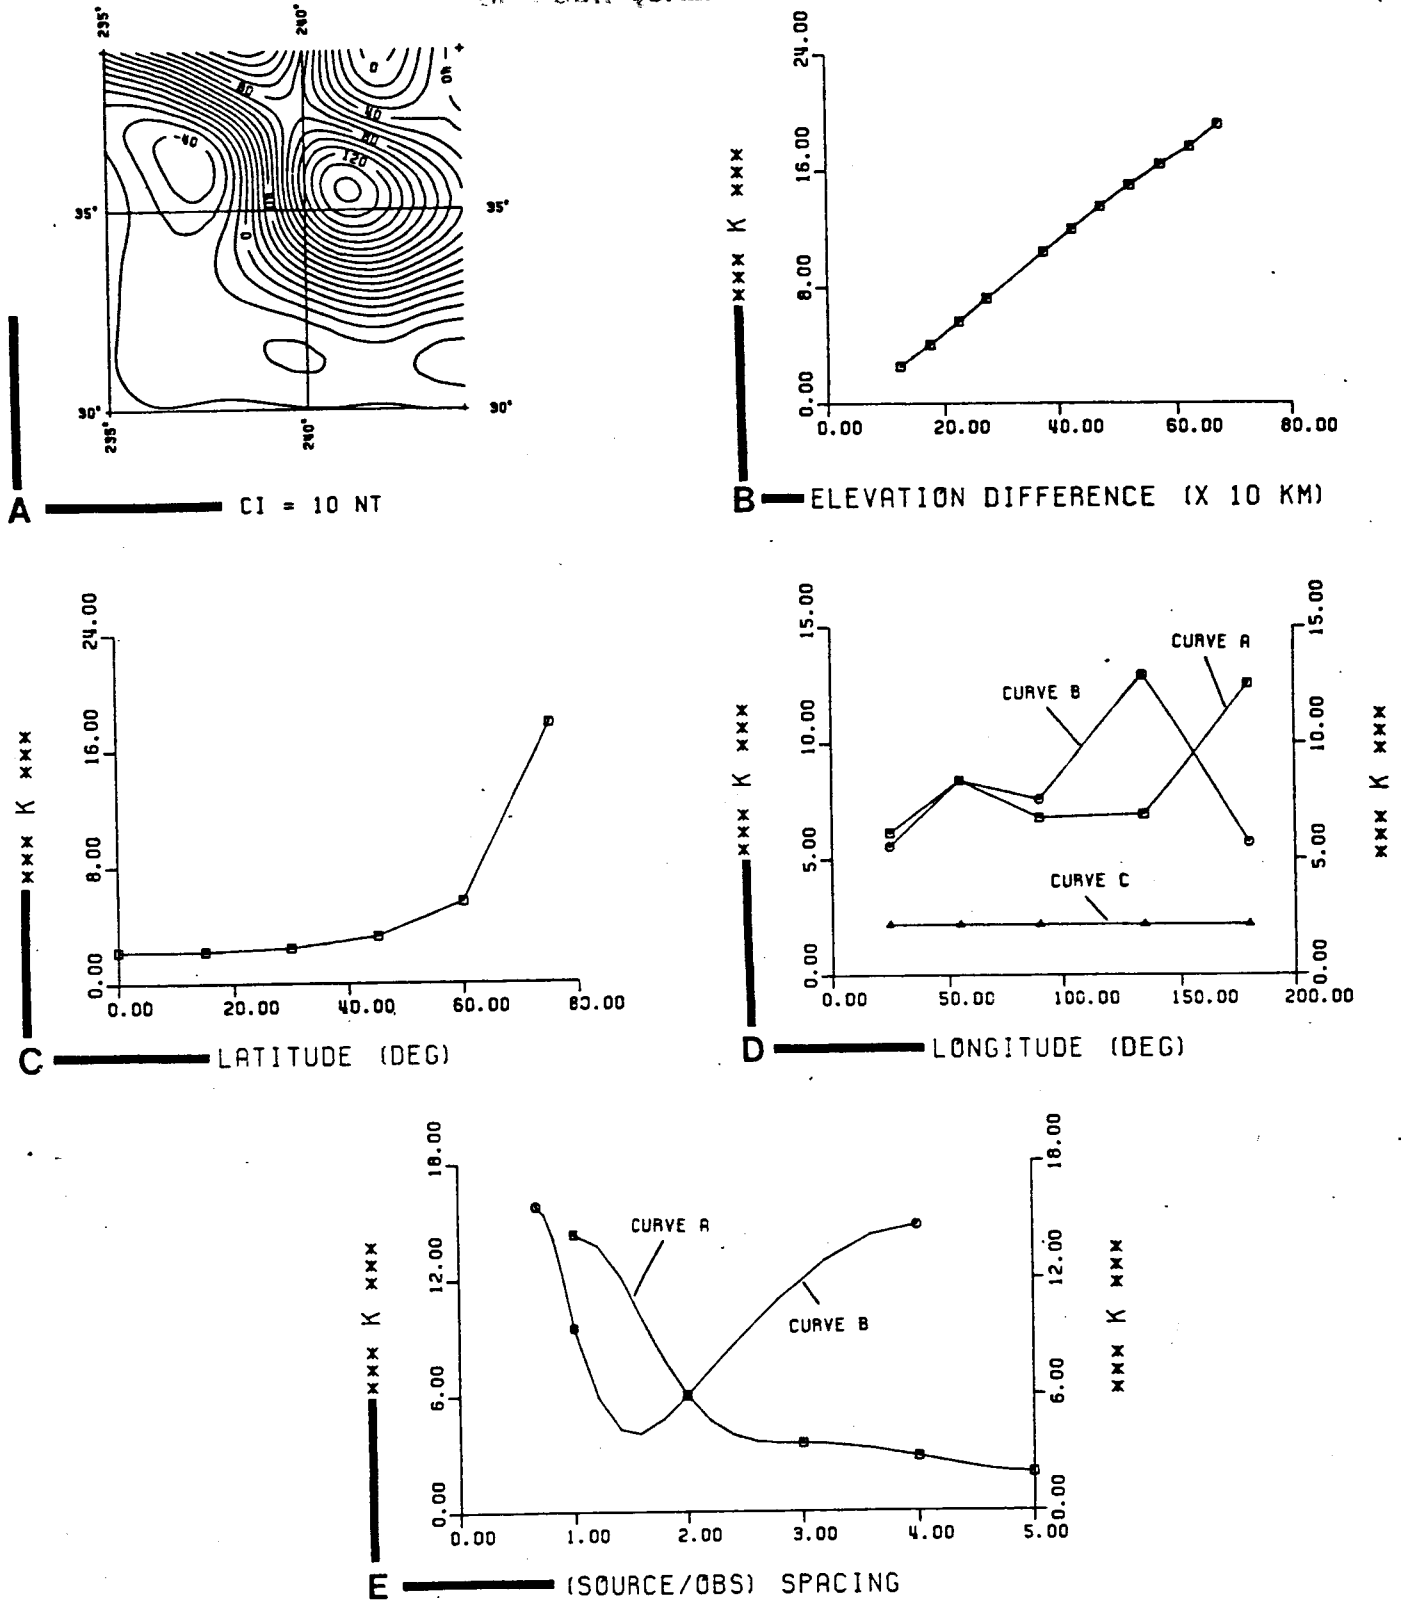 235°
240°
0
+
40
80
40
80
120
-40
40
0
35°
35°
30°
30°
235°
240°
A
CI = 10 NT
24.00
16.00
8.00
0.00
*** K ***
0.00 20.00 40.00 60.00 80.00
B
ELEVATION DIFFERENCE (X 10 KM)
24.00
16.00
8.00
0.00
*** K ***
0.00 20.00 40.00 60.00 80.00
C
LATITUDE (DEG)
15.00
10.00
5.00
0.00
*** K ***
CURVE A
CURVE B
CURVE C
15.00
10.00
5.00
0.00
*** K ***
0.00 50.00 100.00 150.00 200.00
D
LONGITUDE (DEG)
18.00
12.00
6.00
0.00
*** K ***
CURVE A
CURVE B
18.00
12.00
6.00
0.00
*** K ***
0.00 1.00 2.00 3.00 4.00 5.00
E
(SOURCE/OBS) SPACING